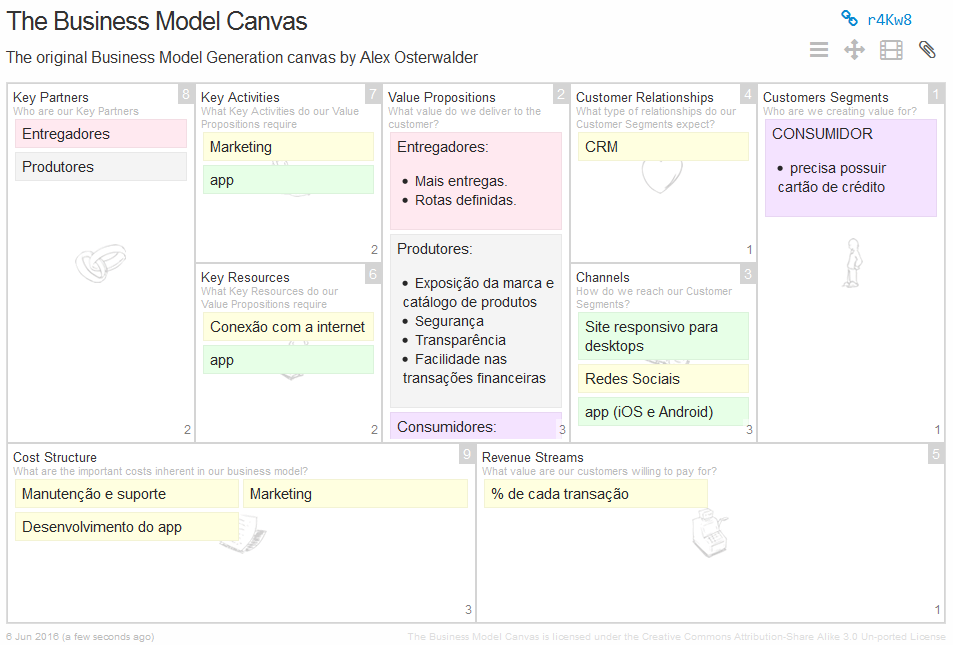 The Business Model Canvas
r4Kw8
The original Business Model Generation canvas by Alex Osterwalder
Key Partners
8
Who are our Key Partners
Entregadores
Produtores
2
Key Activities
7
What Key Activities do our Value
Propositions require
Marketing
app
2
Key Resources
6
What Key Resources do our
Value Propositions require
Conexão com a internet
app
2
Value Propositions
2
What value do we deliver to the
customer?
Entregadores:
• Mais entregas.
• Rotas definidas.
Produtores:
• Exposição da marca e
catálogo de produtos
• Segurança
• Transparência
• Facilidade nas
transações financeiras
Consumidores:
3
Customer Relationships
4
What type of relationships do our
Customer Segments expect?
CRM
1
Channels
3
How do we reach our Customer
Segments?
Site responsivo para
desktops
Redes Sociais
app (iOS e Android)
3
Customers Segments
1
Who are we creating value for?
CONSUMIDOR
• precisa possuir
cartão de crédito
1
Cost Structure
9
What are the important costs inherent in our business model?
Manutenção e suporte
Marketing
Desenvolvimento do app
3
Revenue Streams
5
What value are our customers willing to pay for?
% de cada transação
1
6 Jun 2016 (a few seconds ago)
The Business Model Canvas is licensed under the Creative Commons Attribution-Share Alike 3.0 Un-ported License